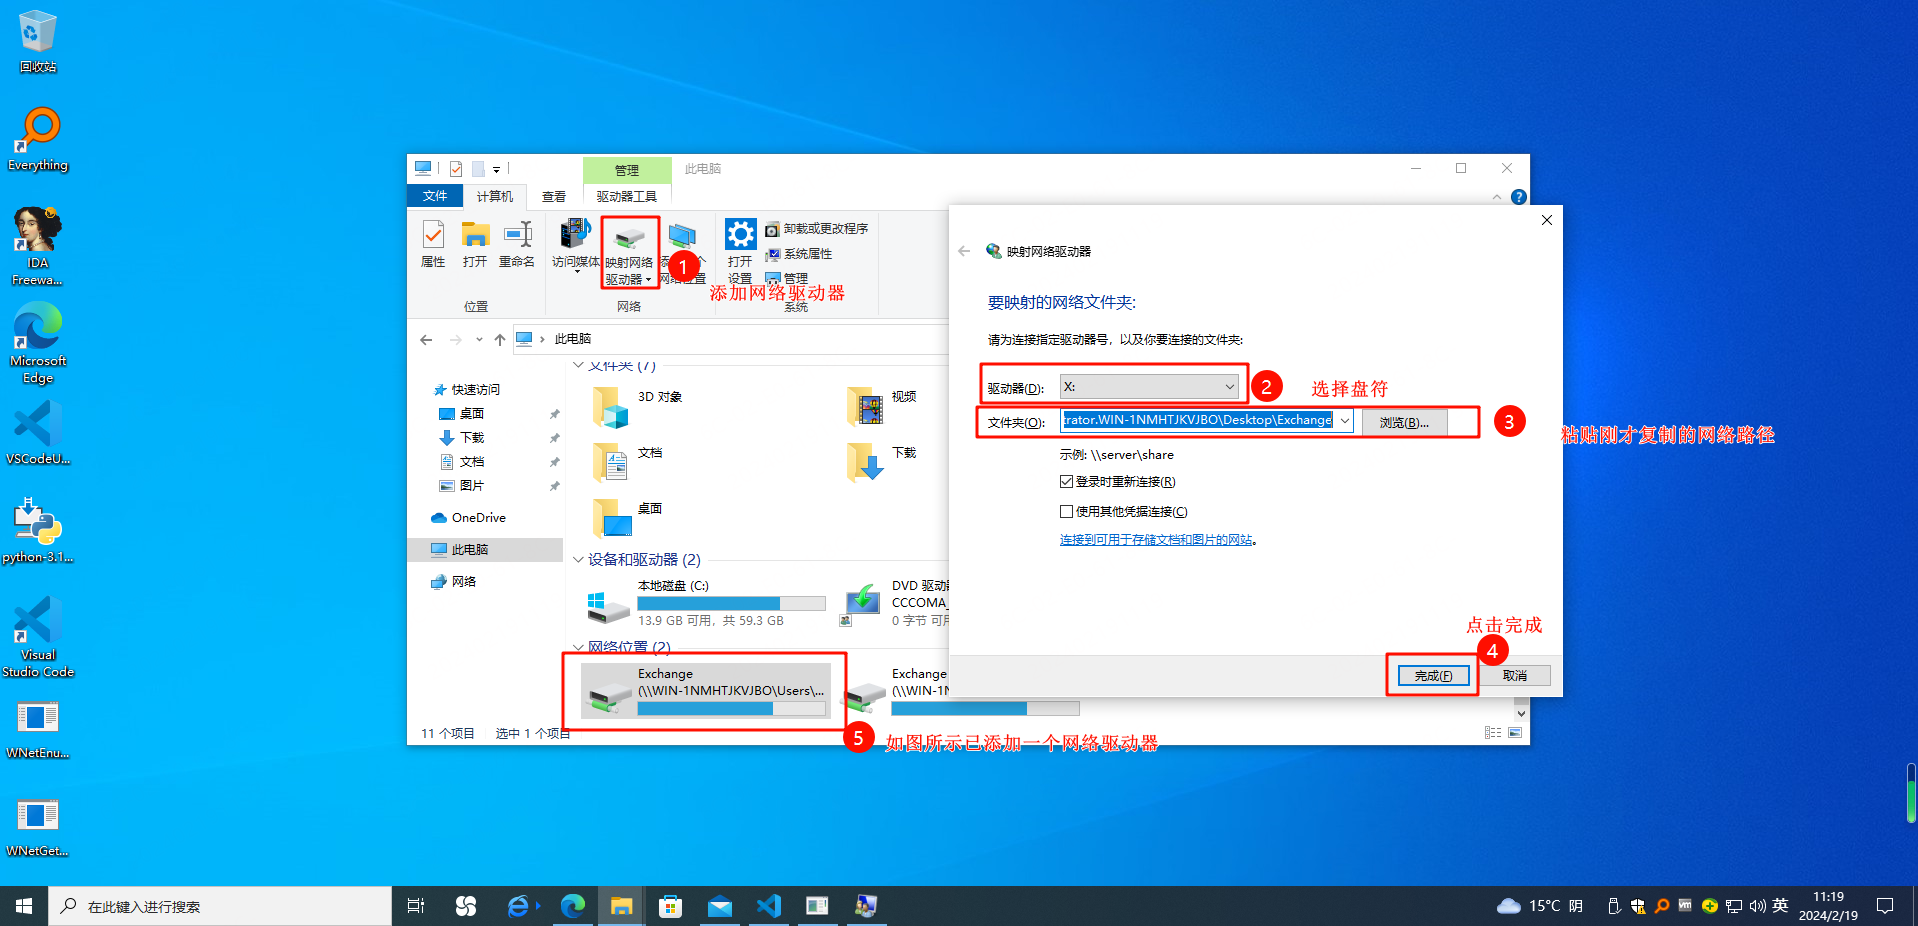 回收站
Everything
IDA
Freewa...
Microsoft
Edge
VSCodeU...
python-3.1...
Visual
Studio Code
WNetEnu...
WNetGet...
管理
此电脑
文件
计算机
查看
驱动器工具
属性
打开
重命名
访问媒体
映射网络
驱动器
网络位置
1
添加网络驱动器
打开
设置
卸载或更改程序
系统属性
管理
位置
网络
系统
此电脑
快速访问
桌面
下载
文档
图片
OneDrive
此电脑
网络
文件夹 (7)
3D 对象
视频
文档
下载
桌面
设备和驱动器 (2)
本地磁盘 (C:)
13.9 GB 可用，共 59.3 GB
DVD 驱动器
CCCOMA_
0 字节 可用
网络位置 (2)
Exchange
(\\WIN-1NMHTJKVJBO\Users\...
Exchange
(\\WIN-1N
11 个项目
选中 1 个项目
5
如图所示已添加一个网络驱动器
映射网络驱动器
要映射的网络文件夹:
请为连接指定驱动器号，以及你要连接的文件夹:
驱动器(D):
X:
2
选择盘符
文件夹(O):
trator.WIN-1NMHTJKVJBO\Desktop\Exchange
浏览(B)...
3
粘贴刚才复制的网络路径
示例: \\server\share
登录时重新连接(R)
使用其他凭据连接(C)
连接到可用于存储文档和图片的网站。
点击完成
4
完成(F)
取消
在此键入进行搜索
15°C 阴
英
11:19
2024/2/19